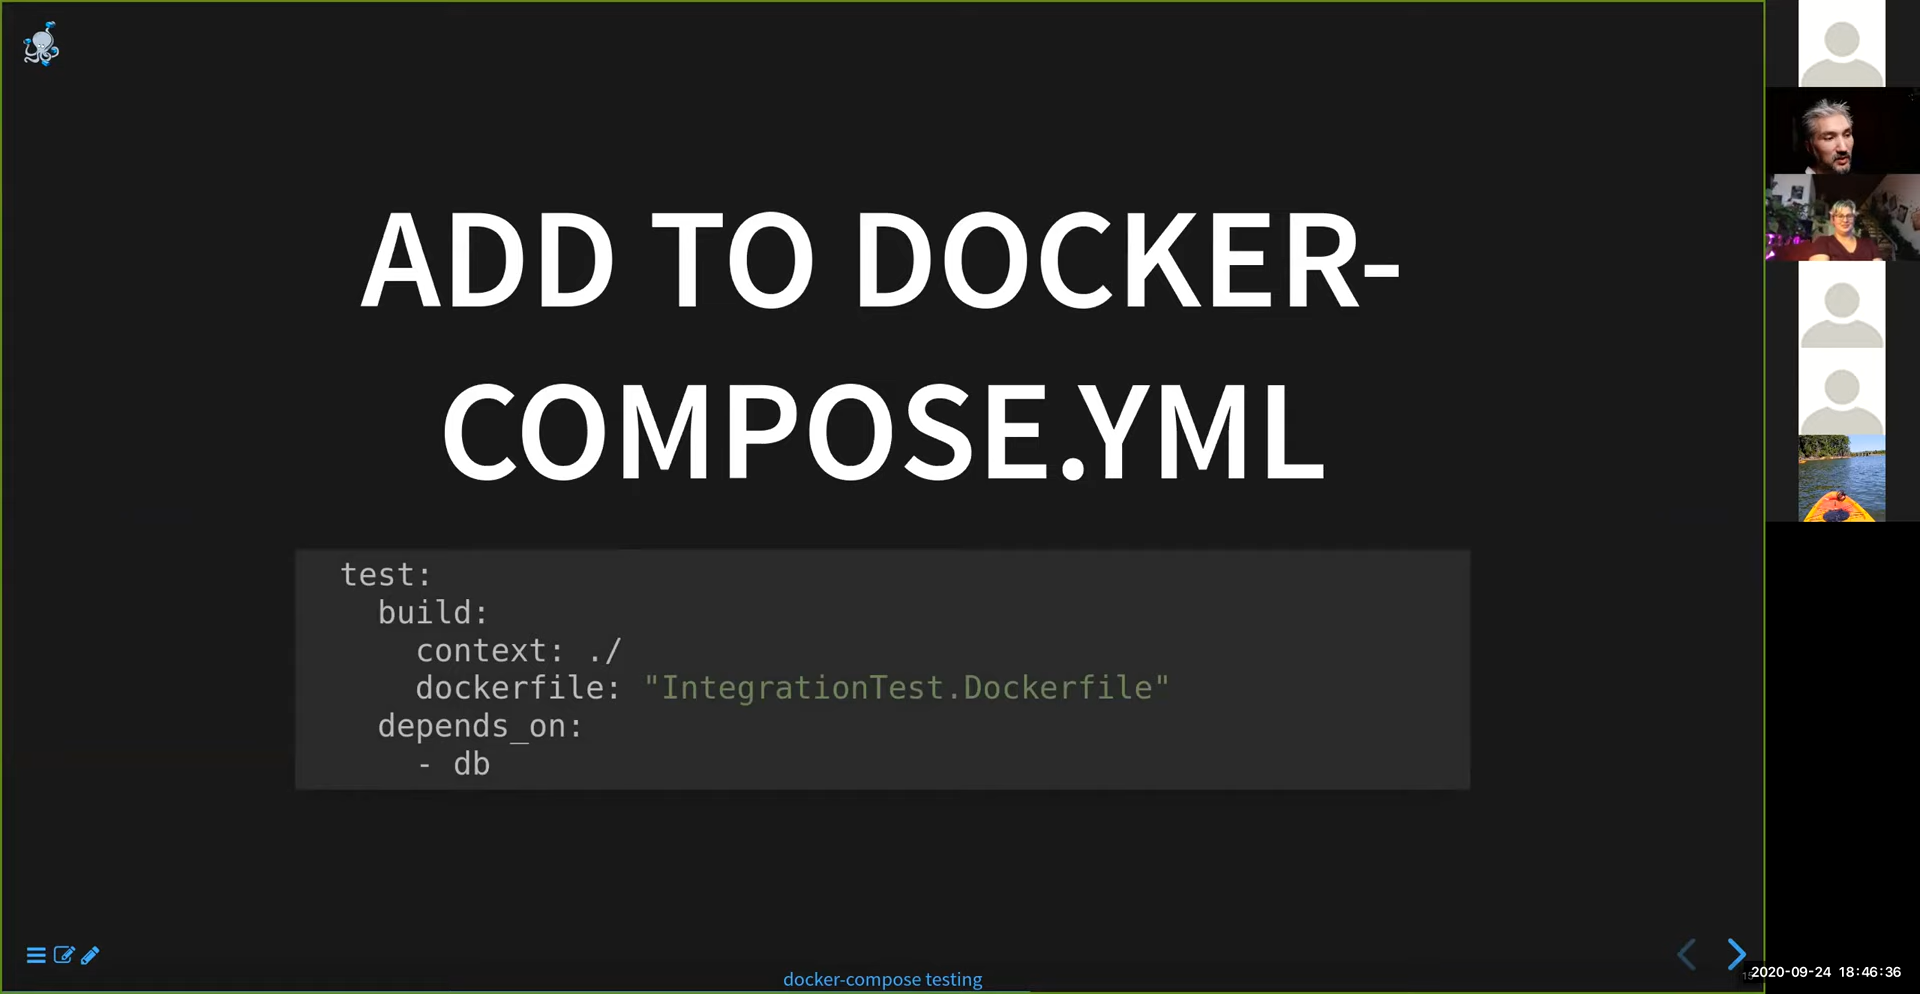 ADD TO DOCKER-
COMPOSE.YML
test:
build:
context: ./
dockerfile: "IntegrationTest.Dockerfile"
depends_on:
- db
docker-compose testing
2020-09-24 18:46:36